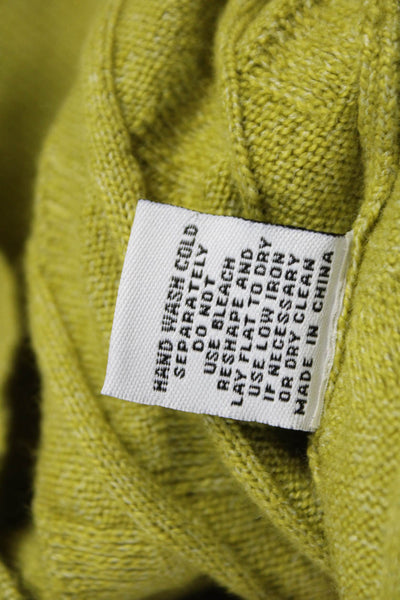 HAND WASH COLD
SEPARATELY
DO NOT
USE BLEACH
RESHAPE AND
LAY FLAT TO DRY
USE LOW IRON
IF NECESSARY
OR DRY CLEAN
MADE IN CHINA